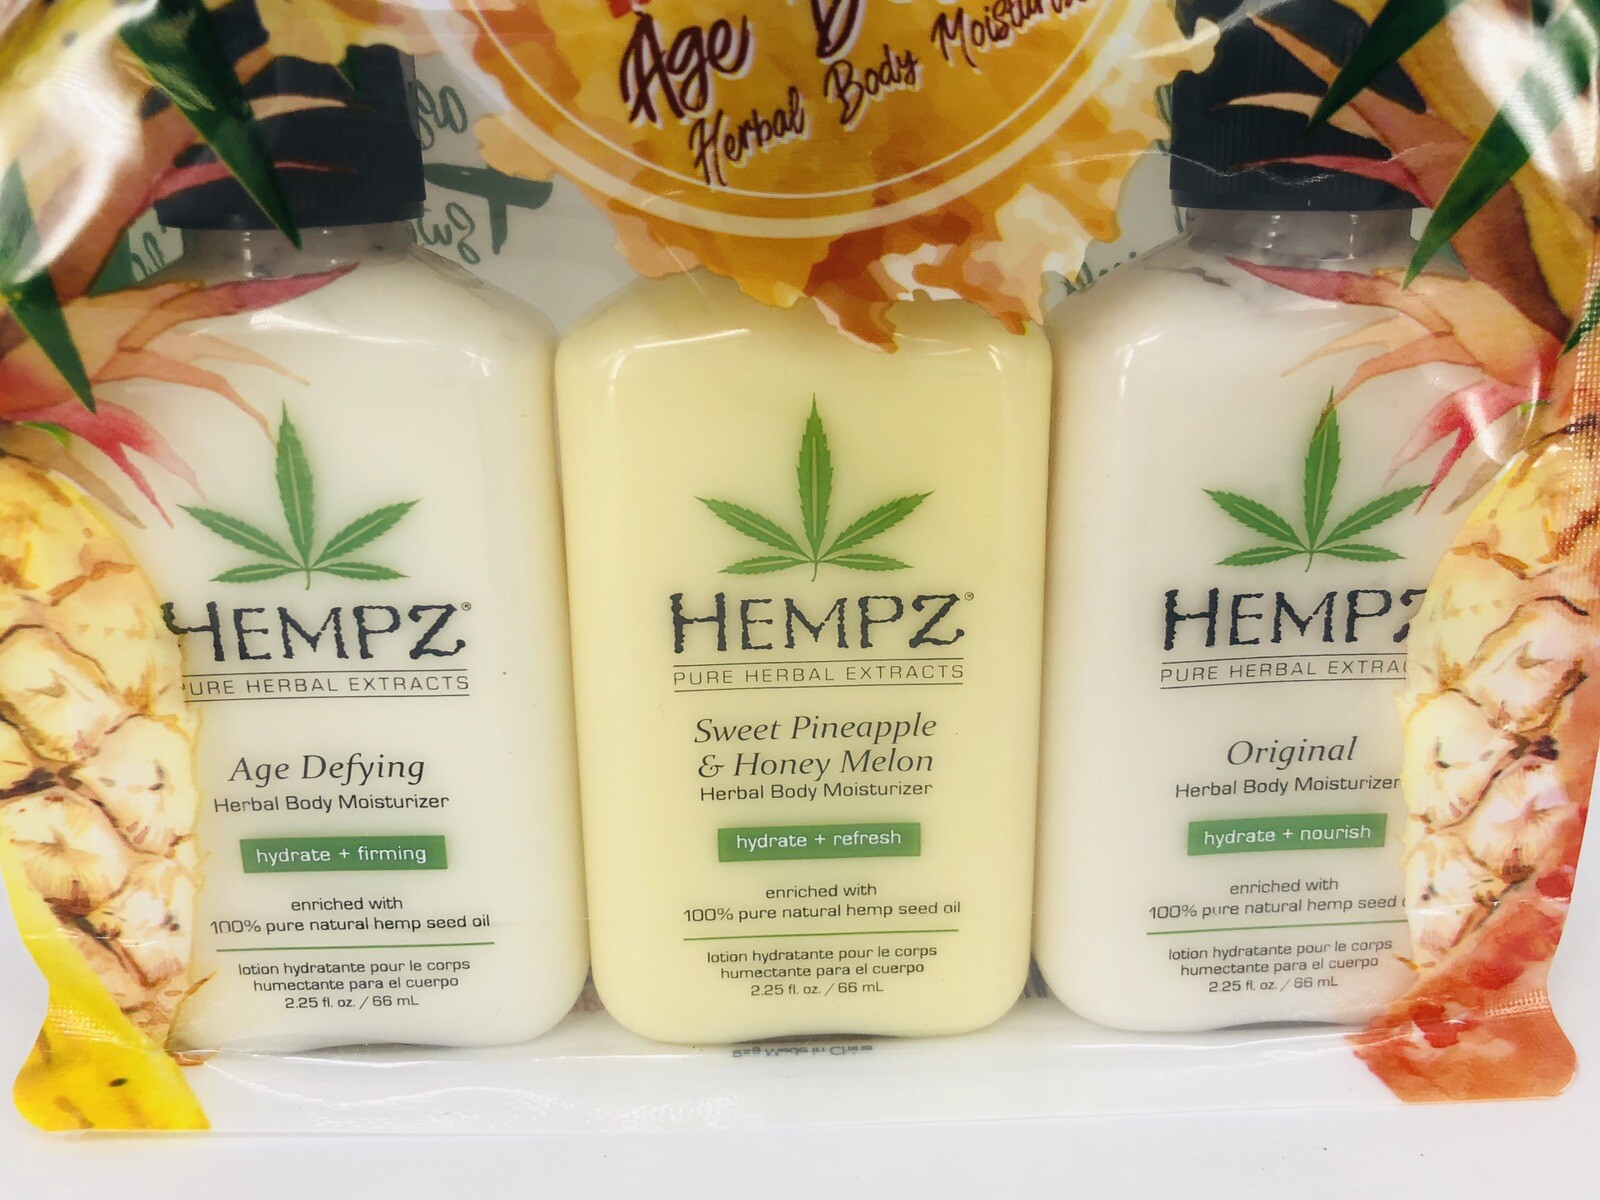 Age
Herbal Body
HEMPZ®
PURE HERBAL EXTRACTS
Age Defying
Herbal Body Moisturizer
hydrate + firming
enriched with
100% pure natural hemp seed oil
lotion hydratante pour le corps
humectante para el cuerpo
2.25 fl. oz. / 66 mL
HEMPZ®
PURE HERBAL EXTRACTS
Sweet Pineapple
& Honey Melon
Herbal Body Moisturizer
hydrate + refresh
enriched with
100% pure natural hemp seed oil
lotion hydratante pour le corps
humectante para el cuerpo
2.25 fl. oz. / 66 mL
HEMPZ
PURE HERBAL EXTRAC
Original
Herbal Body Moisturizer
hydrate + nourish
enriched with
100% pure natural hemp seed
lotion hydratante pour le corps
humectante para el cuerpo
2.25 fl. oz. / 66 mL
Bag Made in China